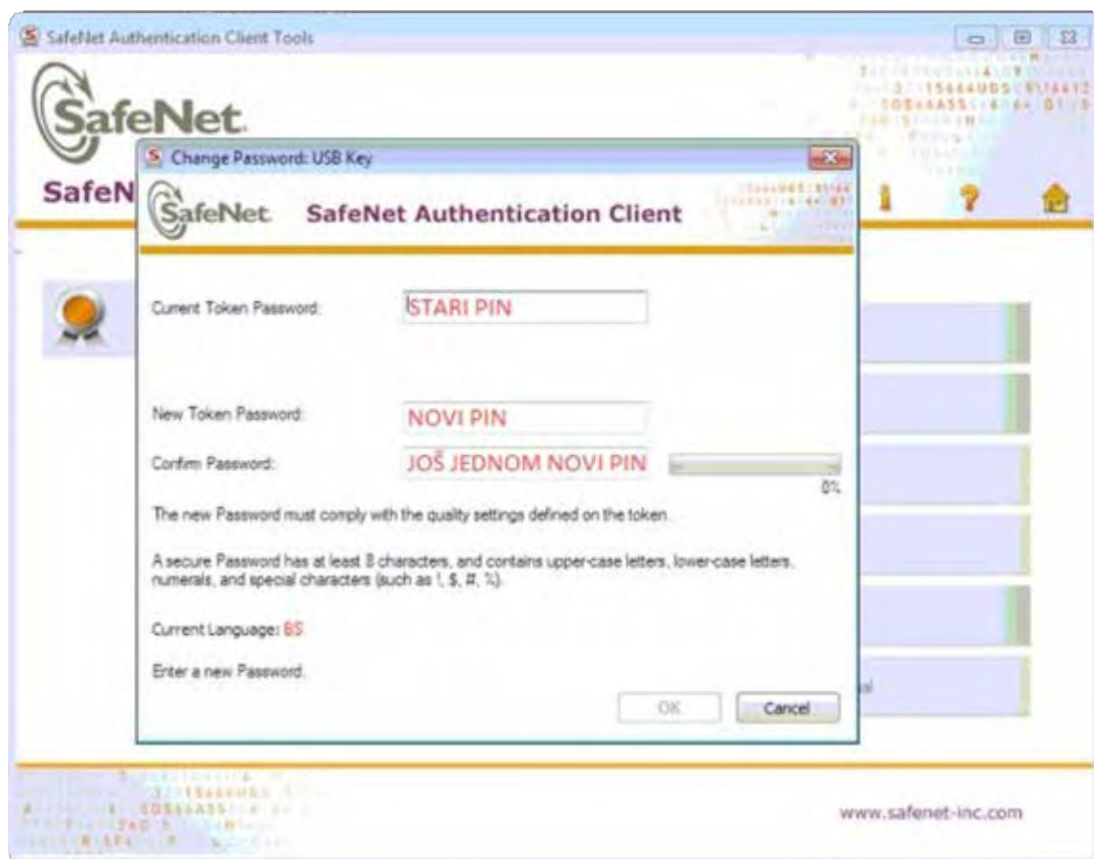 SafeNet Authentication Client Tools
SafeNet.
SafeN
Change Password: USB Key
SafeNet. SafeNet Authentication Client
Current Token Password: STARI PIN
New Token Password: NOVI PIN
Confirm Password: JOŠ JEDNOM NOVI PIN
0%
The new Password must comply with the quality settings defined on the token.
A secure Password has at least 8 characters, and contains upper-case letters, lower-case letters,
numerals, and special characters (such as !, $, #, %).
Current Language: BS
Enter a new Password.
OK Cancel
www.safenet-inc.com